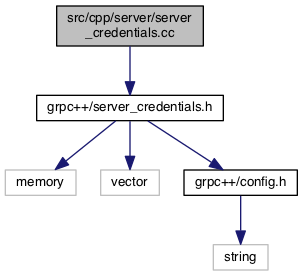 src/cpp/server/server
_credentials.cc
grpc++/server_credentials.h
memory
vector
grpc++/config.h
string